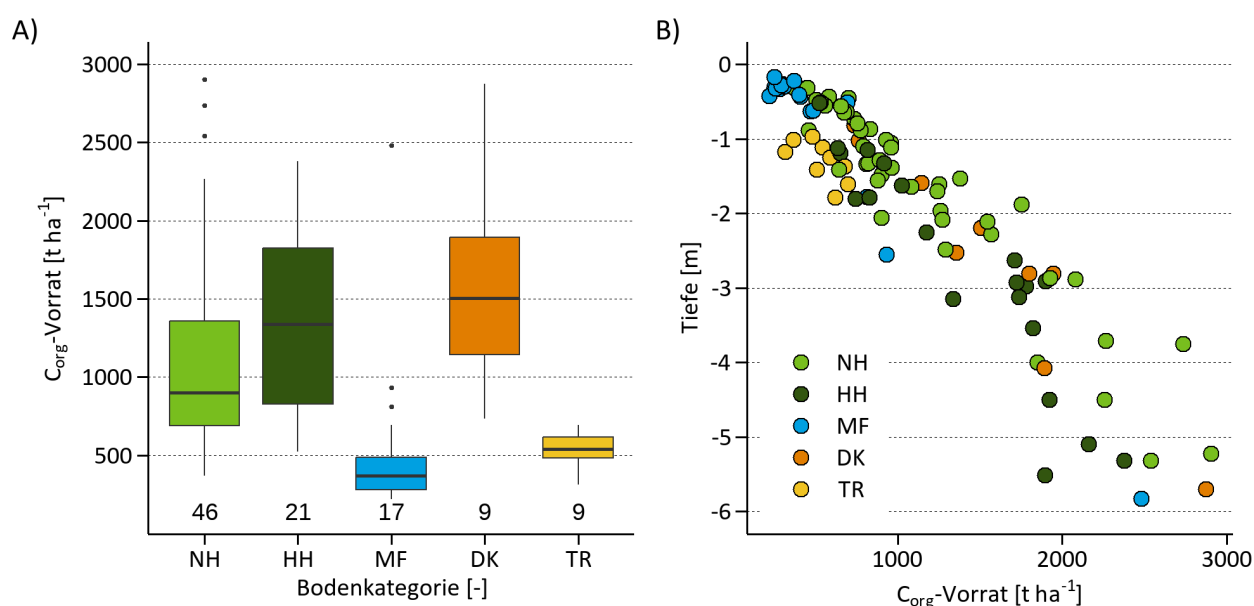 A)
3000
2500
2000
1500
1000
500
C_org-Vorrat [t ha⁻¹]
46 21 17 9 9
NH HH MF DK TR
Bodenkategorie [-]
B)
0
-1
-2
-3
-4
-5
-6
Tiefe [m]
NH
HH
MF
DK
TR
1000 2000 3000
C_org-Vorrat [t ha⁻¹]